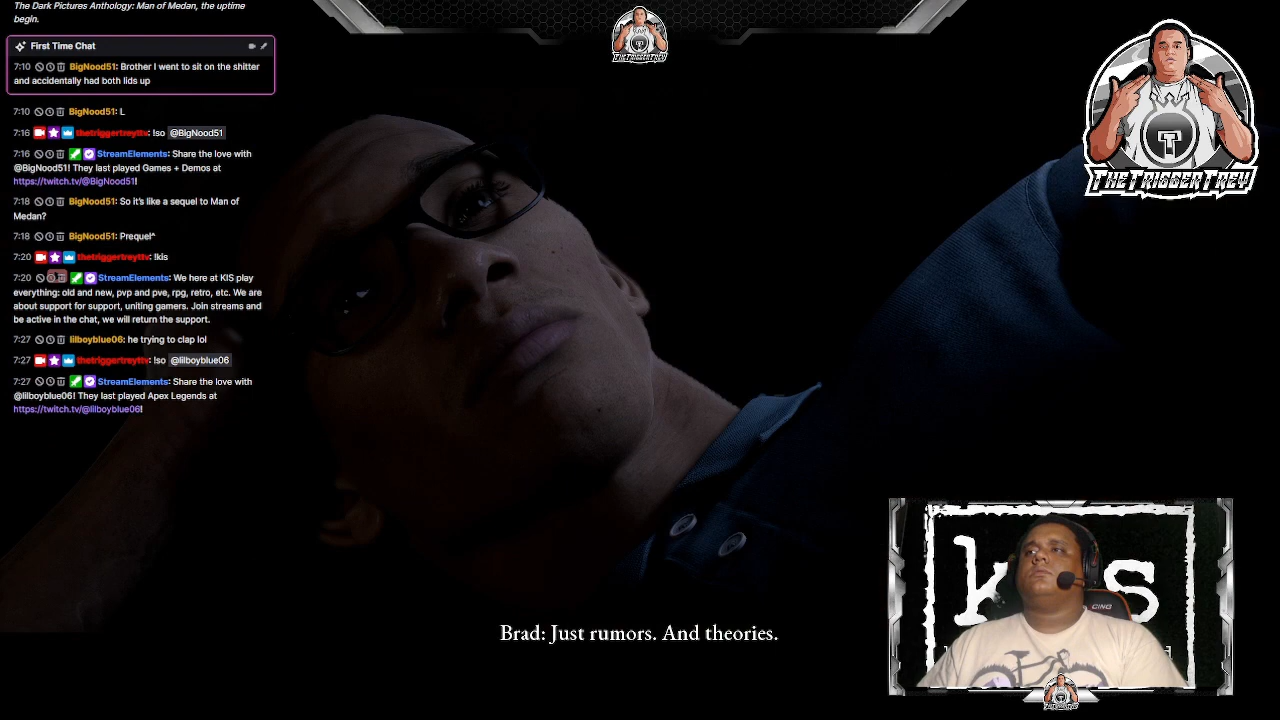 The Dark Pictures Anthology: Man of Medan, the uptime
begin.
First Time Chat
7:10 BigNood51: Brother I went to sit on the shitter
and accidentally had both lids up
7:10 BigNood51: L
7:16 thetriggertreyttv: !so @BigNood51
7:16 StreamElements: Share the love with
@BigNood51! They last played Games + Demos at
https://twitch.tv/@BigNood51!
7:18 BigNood51: So it's like a sequel to Man of
Medan?
7:18 BigNood51: Prequel^
7:20 thetriggertreyttv: !kis
7:20 StreamElements: We here at KIS play
everything: old and new, pvp and pve, rpg, retro, etc. We are
about support for support, uniting gamers. Join streams and
be active in the chat, we will return the support.
7:27 lilboyblue06: he trying to clap lol
7:27 thetriggertreyttv: !so @lilboyblue06
7:27 StreamElements: Share the love with
@lilboyblue06! They last played Apex Legends at
https://twitch.tv/@lilboyblue06!
THETRIGGERTREY
T
THETRIGGERTREY
k s
CING
Brad: Just rumors. And theories.